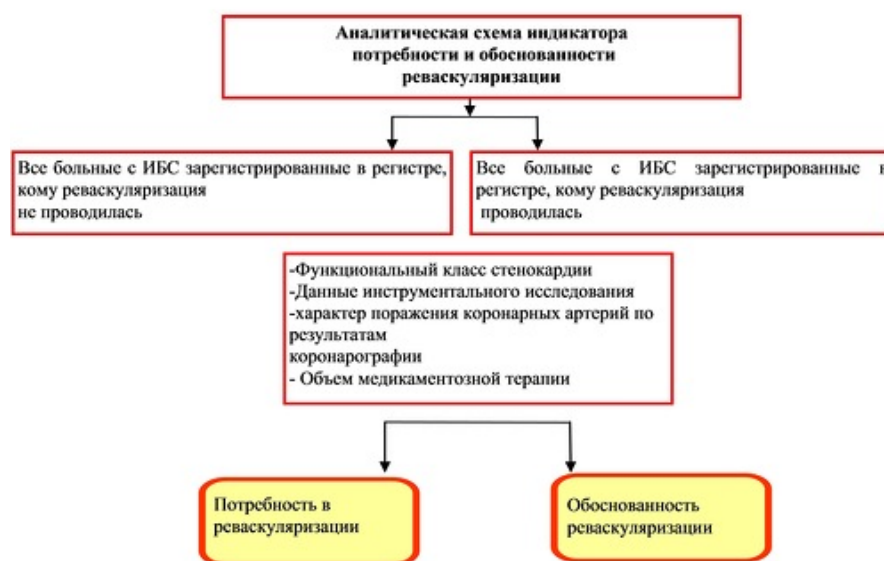 Аналитическая схема индикатора
потребности и обоснованности
реваскуляризации
Все больные с ИБС зарегистрированные в регистре,
кому реваскуляризация
не проводилась
Все больные с ИБС зарегистрированные в
регистре, кому реваскуляризация
проводилась
-Функциональный класс стенокардии
-Данные инструментального исследования
-характер поражения коронарных артерий по
результатам
коронарографии
- Объем медикаментозной терапии
Потребность в
реваскуляризации
Обоснованность
реваскуляризации